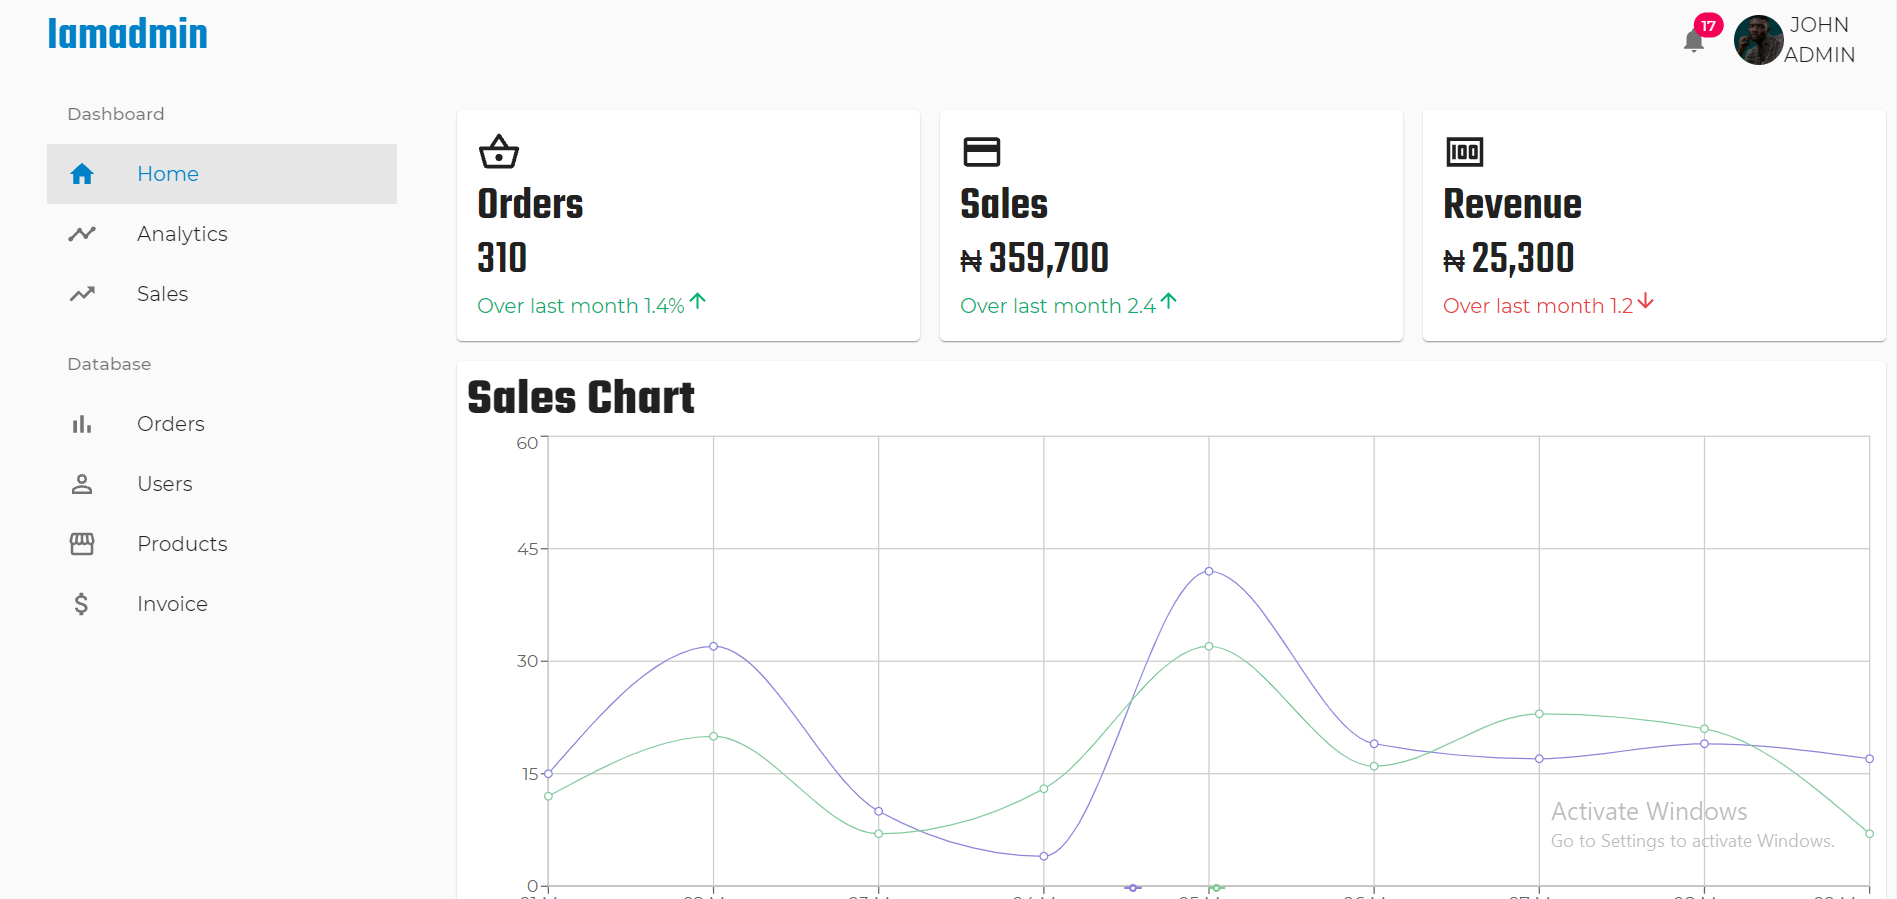 Iamadmin
17
JOHN
ADMIN
Dashboard
Home
Analytics
Sales
Database
Orders
Users
Products
Invoice
Orders
310
Over last month 1.4%
Sales
₦ 359,700
Over last month 2.4
Revenue
₦ 25,300
Over last month 1.2
Sales Chart
60
45
30
15
0
Activate Windows
Go to Settings to activate Windows.